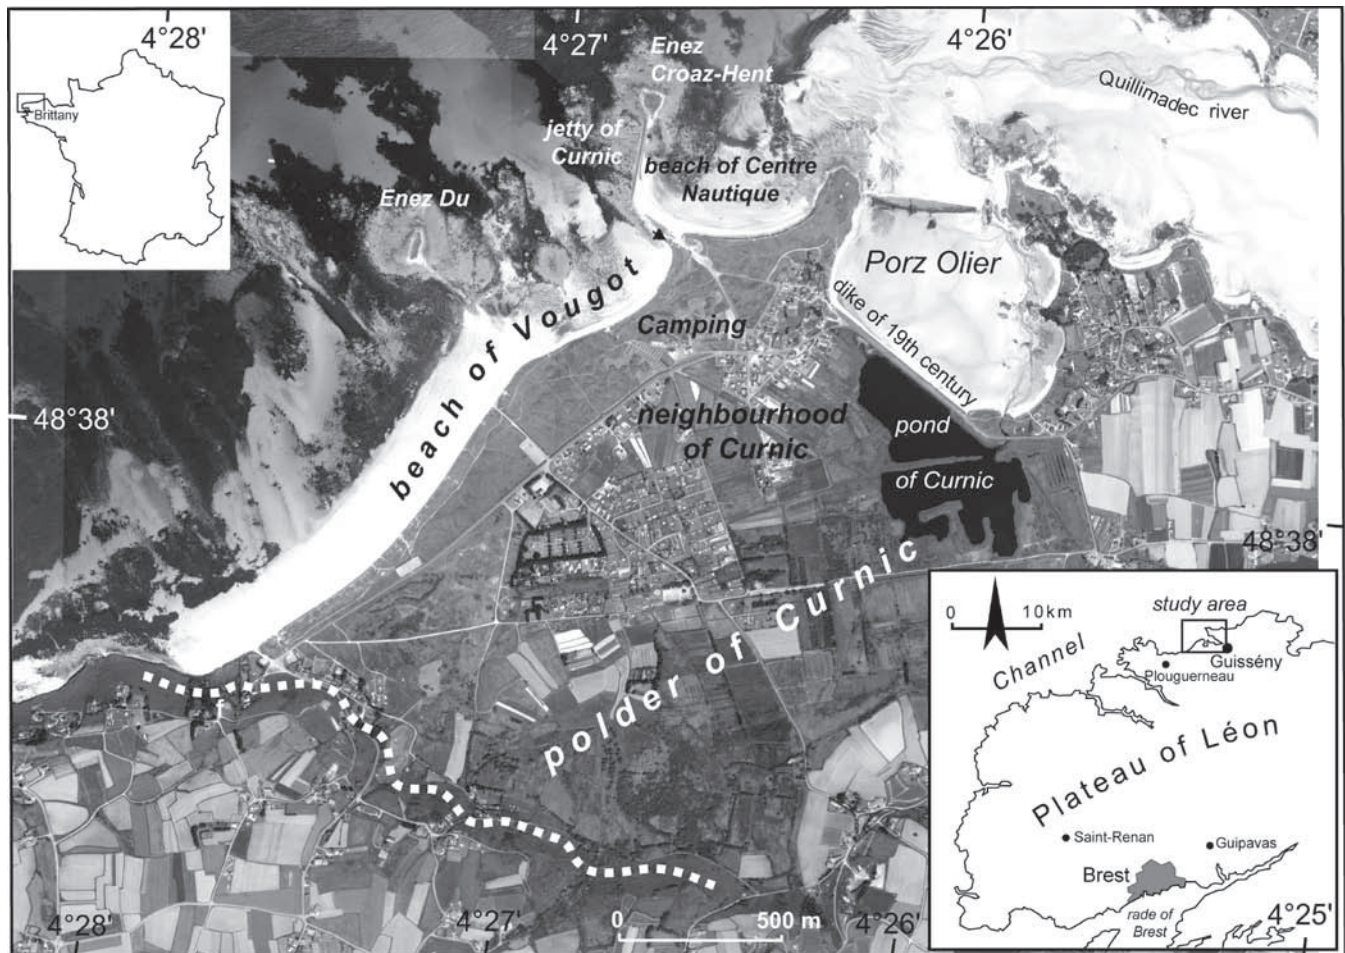 4°28'
4°27'
4°26'
Brittany
Enez
Croaz-Hent
Quillimadec river
jetty of
Curnic
beach of Centre
Nautique
Enez Du
Porz Olier
beach of Vougot
Camping
dike of 19th century
48°38'
neighbourhood
of Curnic
pond
of Curnic
48°38'
polder of Curnic
0 10km
study area
Channel
Guissény
Plouguerneau
Plateau of Léon
Saint-Renan
Guipavas
Brest
rade of
Brest
4°28'
4°27'
0 500 m
4°26'
4°25'